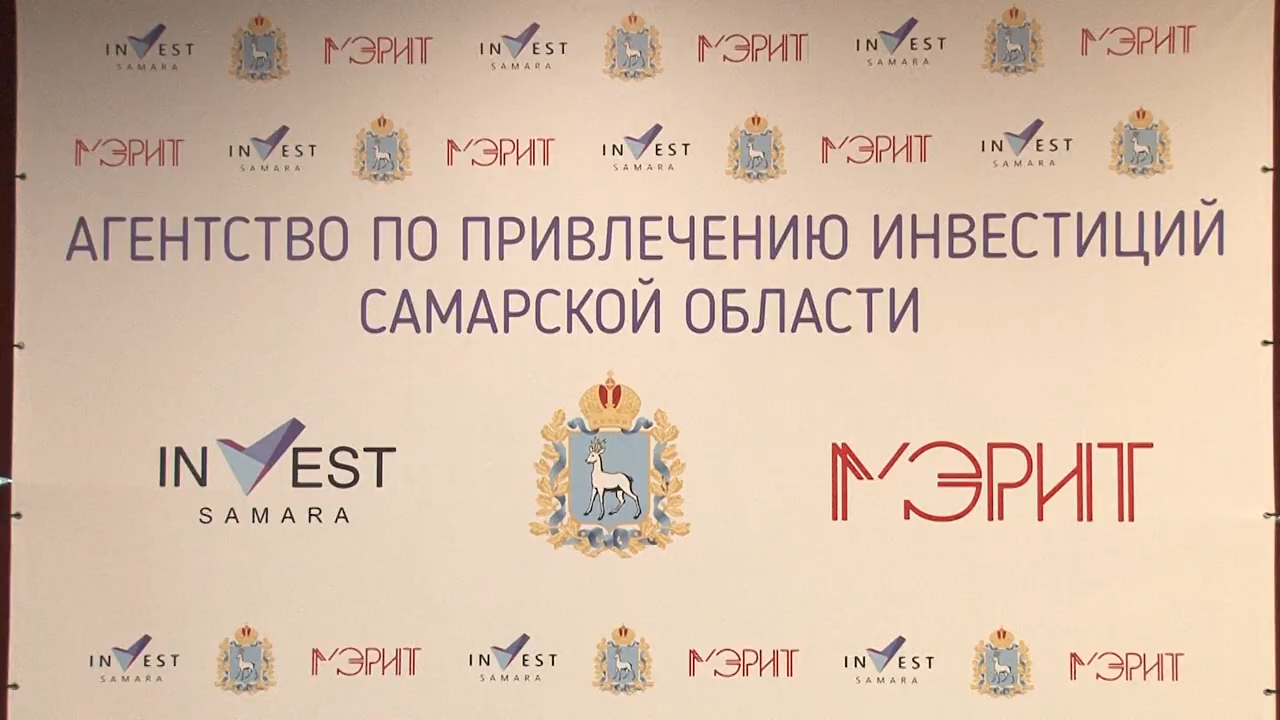 INVEST SAMARA МЭРИТ INVEST SAMARA МЭРИТ INVEST SAMARA МЭРИТ
МЭРИТ INVEST SAMARA МЭРИТ INVEST SAMARA МЭРИТ INVEST SAMARA
АГЕНТСТВО ПО ПРИВЛЕЧЕНИЮ ИНВЕСТИЦИЙ
САМАРСКОЙ ОБЛАСТИ
INVEST
SAMARA
МЭРИТ
INVEST SAMARA МЭРИТ INVEST SAMARA МЭРИТ INVEST SAMARA МЭРИТ